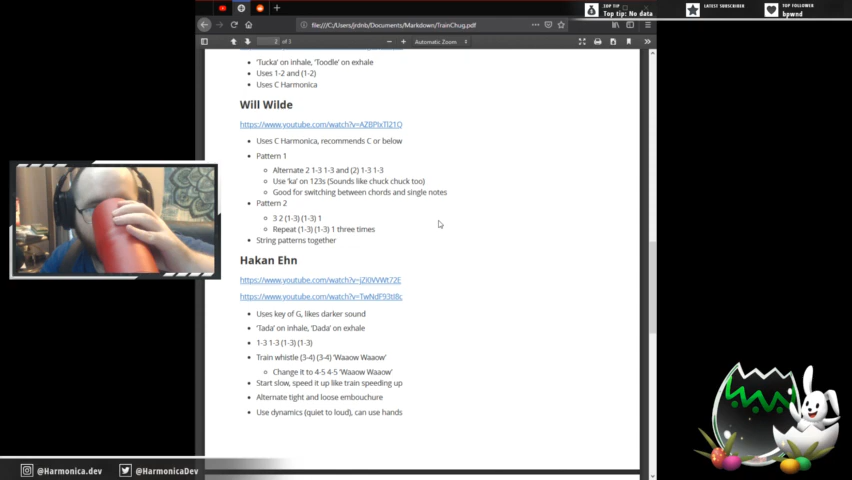 file:///C:/Users/jrdnb/Documents/Markdown/TrainChug.pdf
TOP TIP
Top tip: No data
LATEST SUBSCRIBER
TOP FOLLOWER
bpwnd
2 of 2
Automatic Zoom
'Tucka' on inhale, 'Toodle' on exhale
Uses 1-2 and (1-2)
Uses C Harmonica
Will Wilde
https://www.youtube.com/watch?v=AZBPIxTl21Q
Uses C Harmonica, recommends C or below
Pattern 1
Alternate 2 1-3 1-3 and (2) 1-3 1-3
Use 'ka' on 123s (Sounds like chuck chuck too)
Good for switching between chords and single notes
Pattern 2
3 2 (1-3) (1-3) 1
Repeat (1-3) (1-3) 1 three times
String patterns together
Hakan Ehn
https://www.youtube.com/watch?v=jZl0VWt72E
https://www.youtube.com/watch?v=TwNdF93tI8c
Uses key of G, likes darker sound
'Tada' on inhale, 'Dada' on exhale
1-3 1-3 (1-3) (1-3)
Train whistle (3-4) (3-4) 'Waaow Waaow'
Change it to 4-5 4-5 'Waaow Waaow'
Start slow, speed it up like train speeding up
Alternate tight and loose embouchure
Use dynamics (quiet to loud), can use hands
@Harmonica.dev
@HarmonicaDev